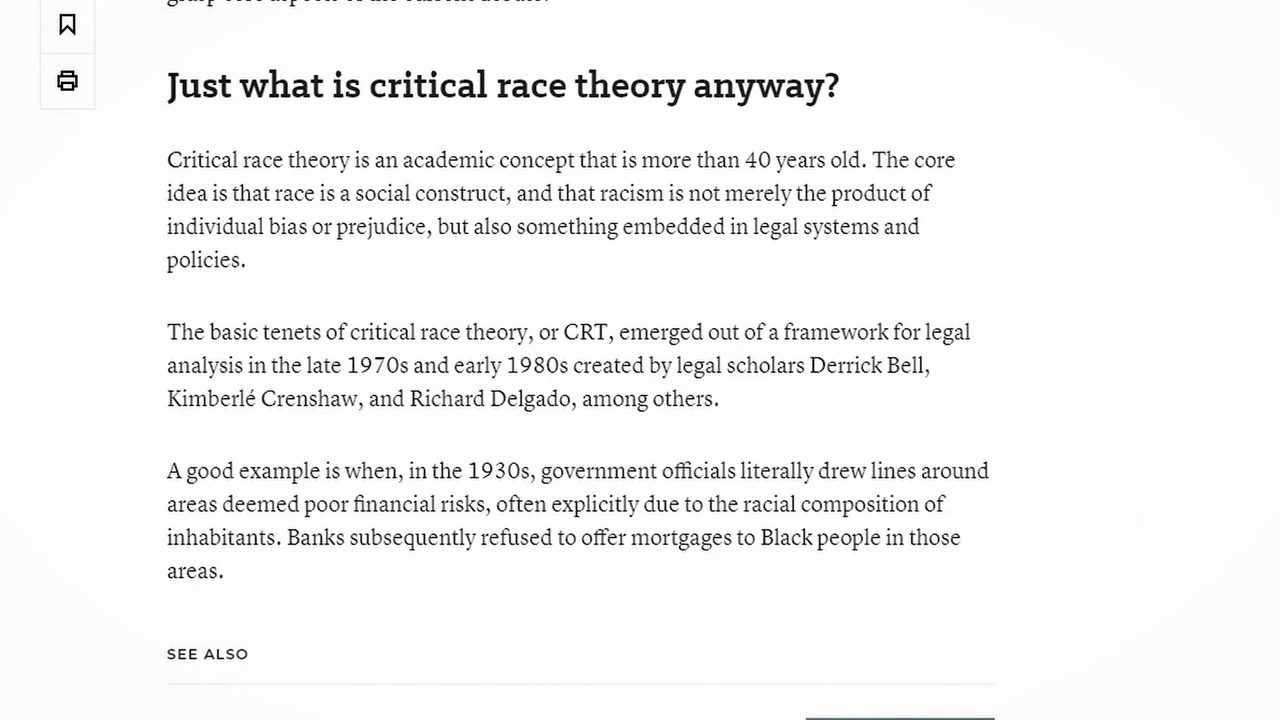 Just what is critical race theory anyway?
Critical race theory is an academic concept that is more than 40 years old. The core
idea is that race is a social construct, and that racism is not merely the product of
individual bias or prejudice, but also something embedded in legal systems and
policies.
The basic tenets of critical race theory, or CRT, emerged out of a framework for legal
analysis in the late 1970s and early 1980s created by legal scholars Derrick Bell,
Kimberlé Crenshaw, and Richard Delgado, among others.
A good example is when, in the 1930s, government officials literally drew lines around
areas deemed poor financial risks, often explicitly due to the racial composition of
inhabitants. Banks subsequently refused to offer mortgages to Black people in those
areas.
SEE ALSO